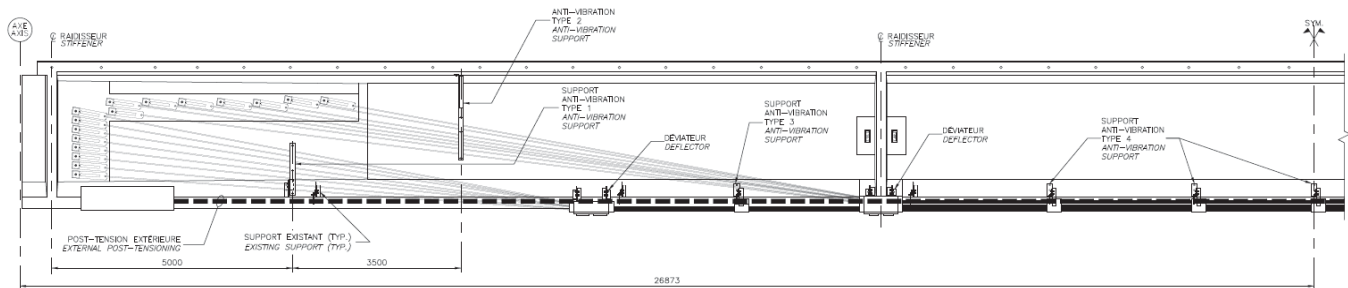 AXE
AXIS
℄ RAIDISSEUR
STIFFENER
ANTI-VIBRATION
TYPE 2
ANTI-VIBRATION
SUPPORT
℄ RAIDISSEUR
STIFFENER
SYM.
SUPPORT
ANTI-VIBRATION
TYPE 1
ANTI-VIBRATION
SUPPORT
SUPPORT
ANTI-VIBRATION
TYPE 3
ANTI-VIBRATION
SUPPORT
DÉVIATEUR
DEFLECTOR
DÉVIATEUR
DEFLECTOR
SUPPORT
ANTI-VIBRATION
TYPE 4
ANTI-VIBRATION
SUPPORT
POST-TENSION EXTÉRIEURE
EXTERNAL POST-TENSIONING
SUPPORT EXISTANT (TYP.)
EXISTING SUPPORT (TYP.)
5000
3500
26873